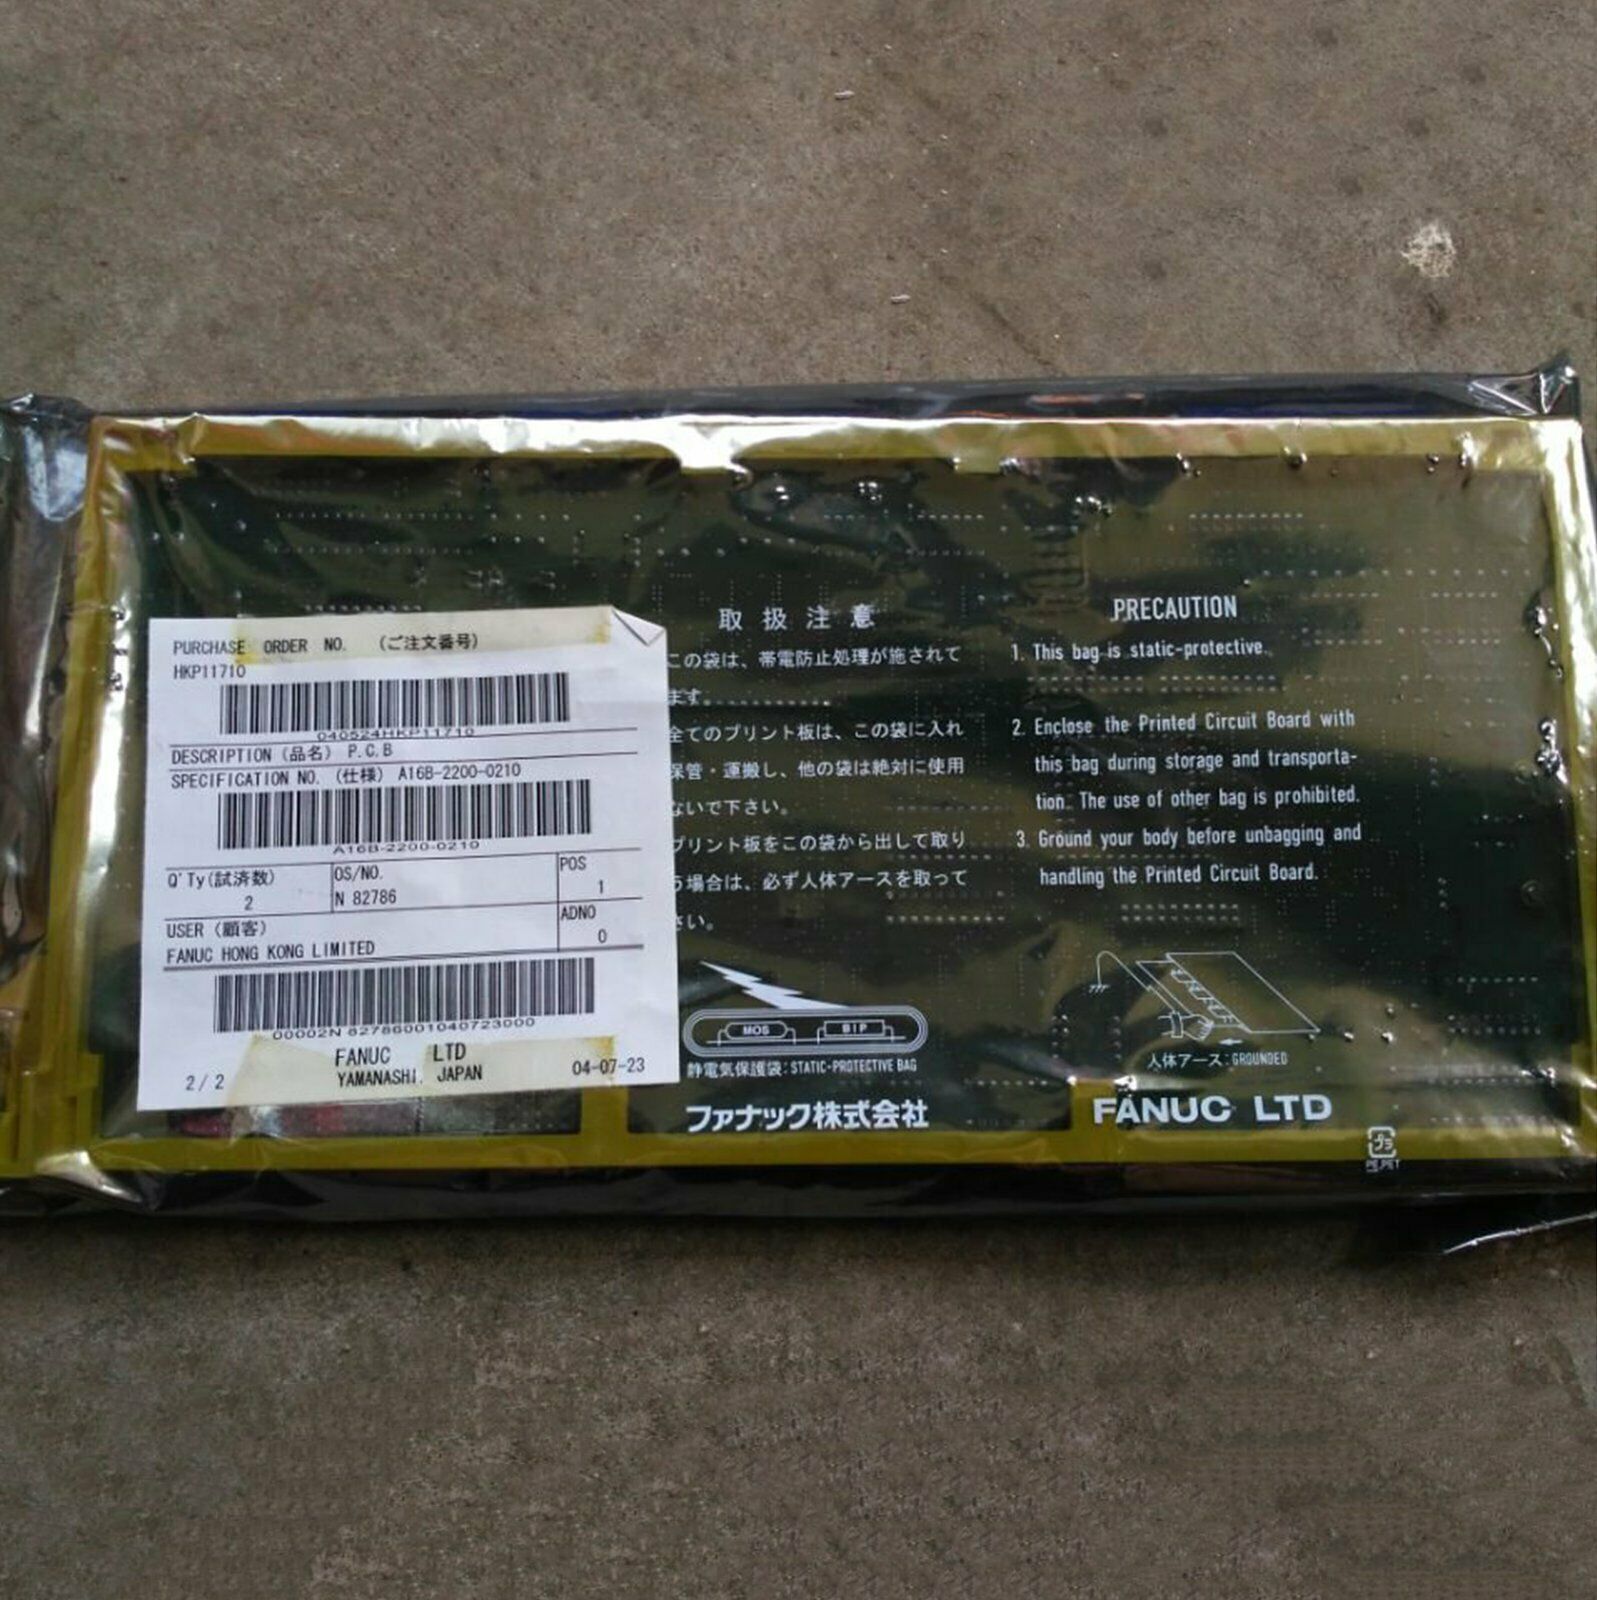 PURCHASE ORDER NO. (ご注文番号)
HKP11710
040524HKP11710
DESCRIPTION (品名) P.C.B
SPECIFICATION NO. (仕様) A16B-2200-0210
A16B-2200-0210
Q'Ty(試済数)
2
OS/NO.
N 82786
POS
1
USER (顧客)
FANUC HONG KONG LIMITED
ADNO
0
00002N 82786001040723000
FANUC LTD
YAMANASHI, JAPAN
2/2
04-07-23
取扱注意
この袋は、帯電防止処理が施されて
ます。
全てのプリント板は、この袋に入れ
保管・運搬し、他の袋は絶対に使用
ないで下さい。
プリント板をこの袋から出して取り
う場合は、必ず人体アースを取って
さい。
MOS
BIP
静電気保護袋:STATIC-PROTECTIVE BAG
ファナック株式会社
PRECAUTION
1. This bag is static-protective.
2. Enclose the Printed Circuit Board with
this bag during storage and transporta-
tion. The use of other bag is prohibited.
3. Ground your body before unbagging and
handling the Printed Circuit Board.
人体アース:GROUNDED
FANUC LTD
プラ
PE,PET